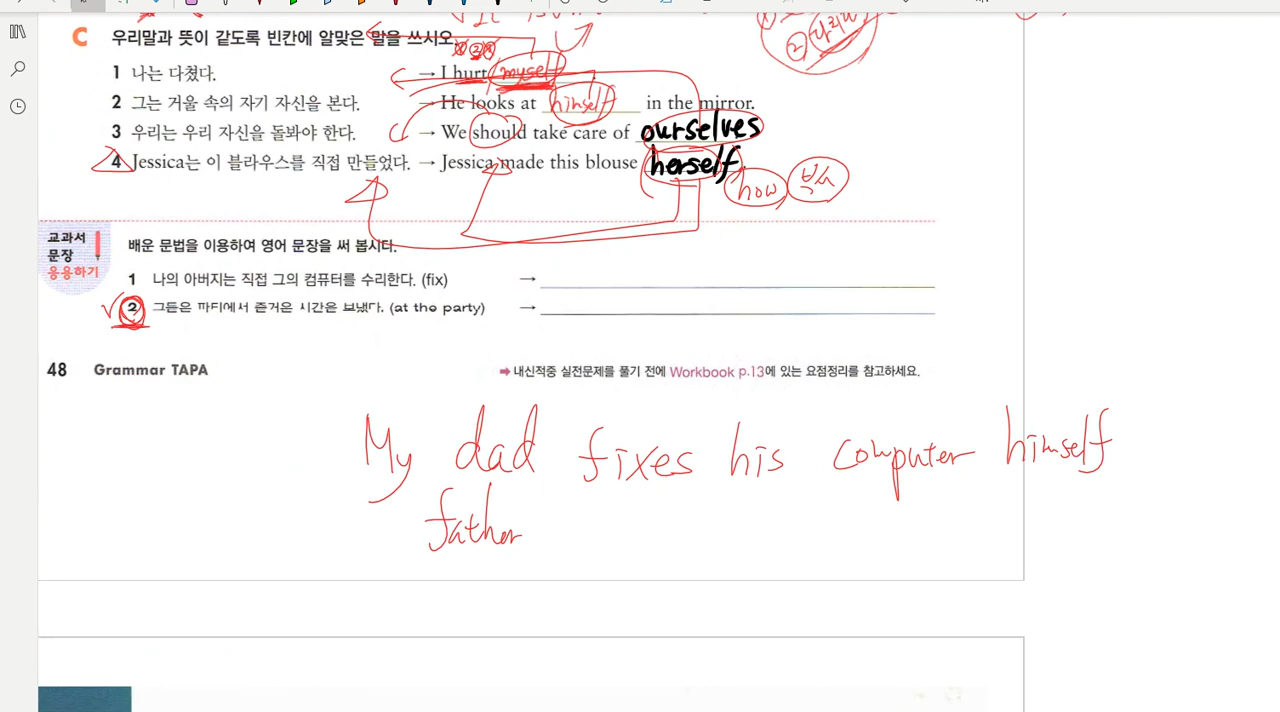 C 우리말과 뜻이 같도록 빈칸에 알맞은 말을 쓰시오.
1 나는 다쳤다. → I hurt myself
2 그는 거울 속의 자기 자신을 본다. → He looks at himself in the mirror.
3 우리는 우리 자신을 돌봐야 한다. → We should take care of ourselves
4 Jessica는 이 블라우스를 직접 만들었다. → Jessica made this blouse herself
how 부사
교과서 문장 응용하기
배운 문법을 이용하여 영어 문장을 써 봅시다.
1 나의 아버지는 직접 그의 컴퓨터를 수리한다. (fix) →
2 그들은 파티에서 즐거운 시간을 보냈다. (at the party) →
48 Grammar TAPA
➡ 내신적중 실전문제를 풀기 전에 Workbook p.13에 있는 요점정리를 참고하세요.
My dad fixes his computer himself
father